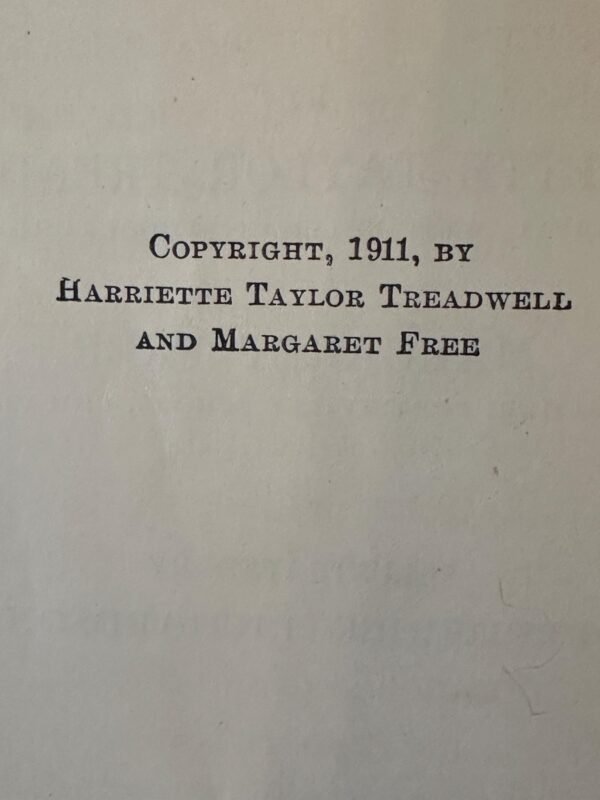 Copyright, 1911, by
Harriette Taylor Treadwell
and Margaret Free